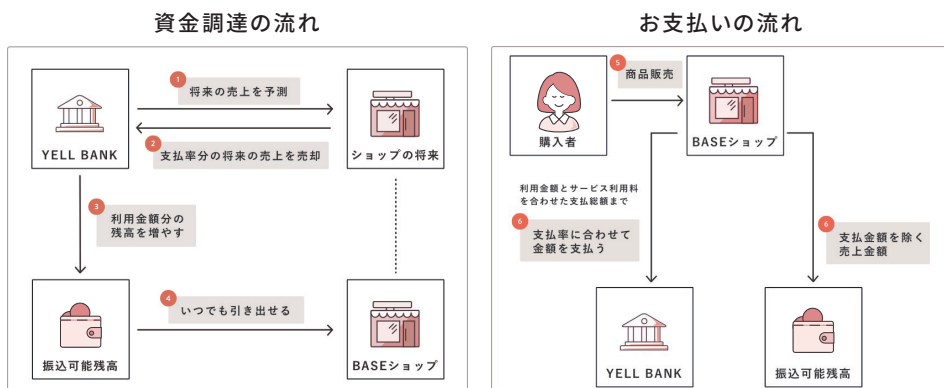 資金調達の流れ
1
将来の売上を予測
2
支払率分の将来の売上を売却
YELL BANK
ショップの将来
3
利用金額分の
残高を増やす
4
いつでも引き出せる
振込可能残高
BASEショップ
お支払いの流れ
5
商品販売
購入者
BASEショップ
利用金額とサービス利用料
を合わせた支払総額まで
6
支払率に合わせて
金額を支払う
6
支払金額を除く
売上金額
YELL BANK
振込可能残高